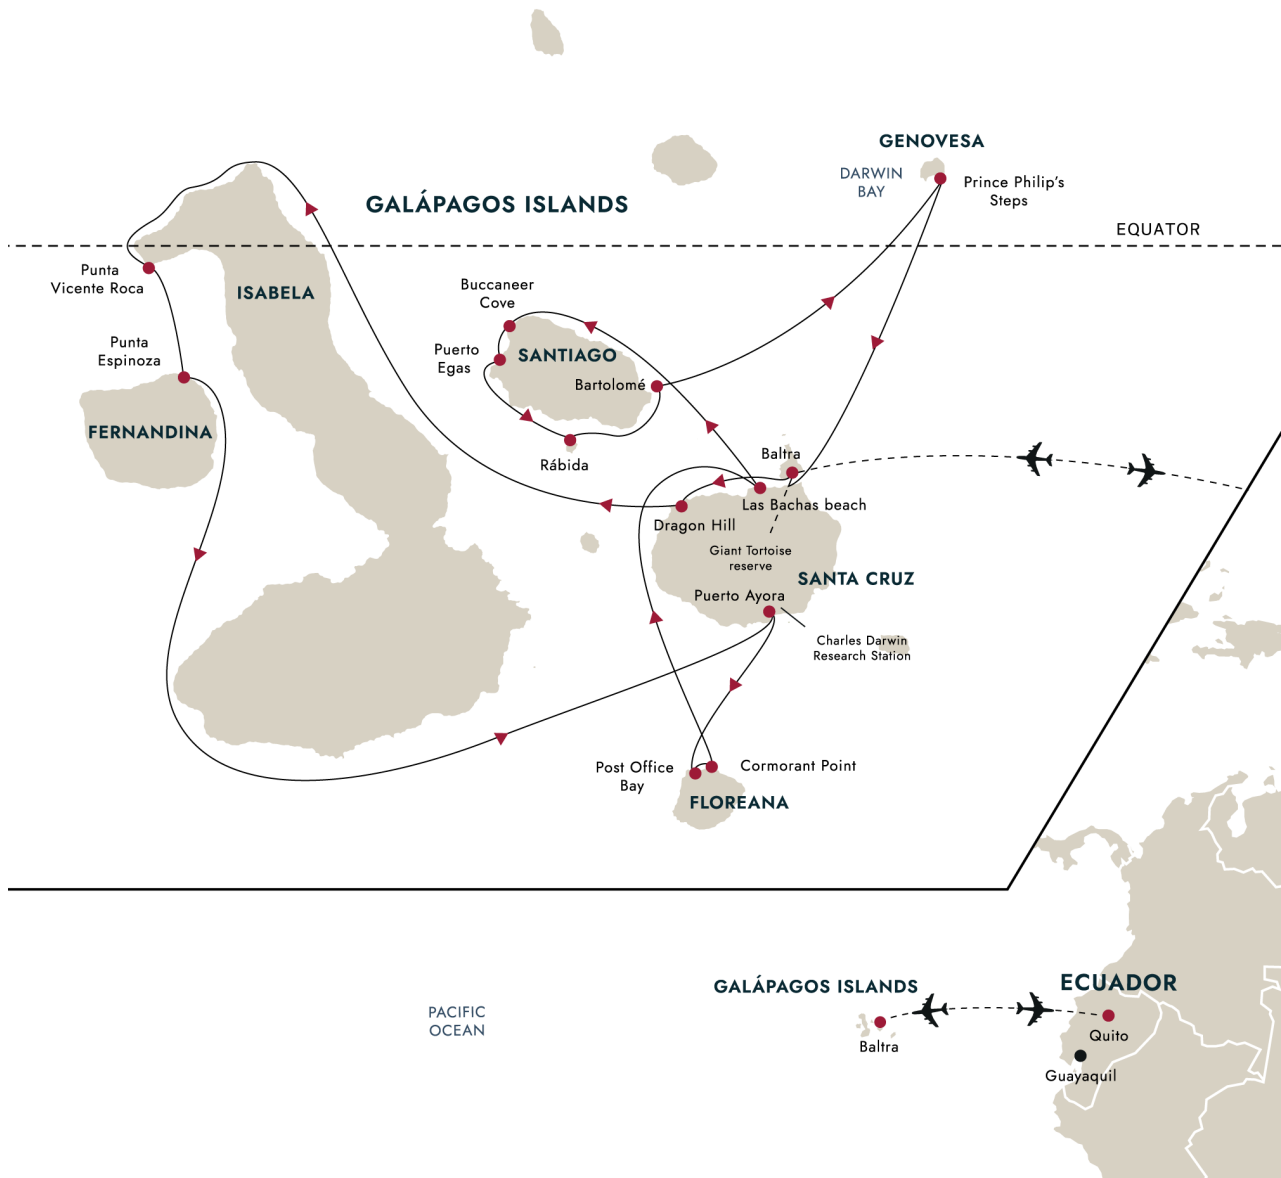 GENOVESA
DARWIN
BAY
Prince Philip's
Steps
GALÁPAGOS ISLANDS
EQUATOR
Punta
Vicente Roca
ISABELA
Buccaneer
Cove
Punta
Espinoza
Puerto
Egas
SANTIAGO
Bartolomé
FERNANDINA
Rábida
Baltra
Las Bachas beach
Dragon Hill
Giant Tortoise
reserve
SANTA CRUZ
Puerto Ayora
Charles Darwin
Research Station
Post Office
Bay
Cormorant Point
FLOREANA
GALÁPAGOS ISLANDS
ECUADOR
PACIFIC
OCEAN
Baltra
Quito
Guayaquil